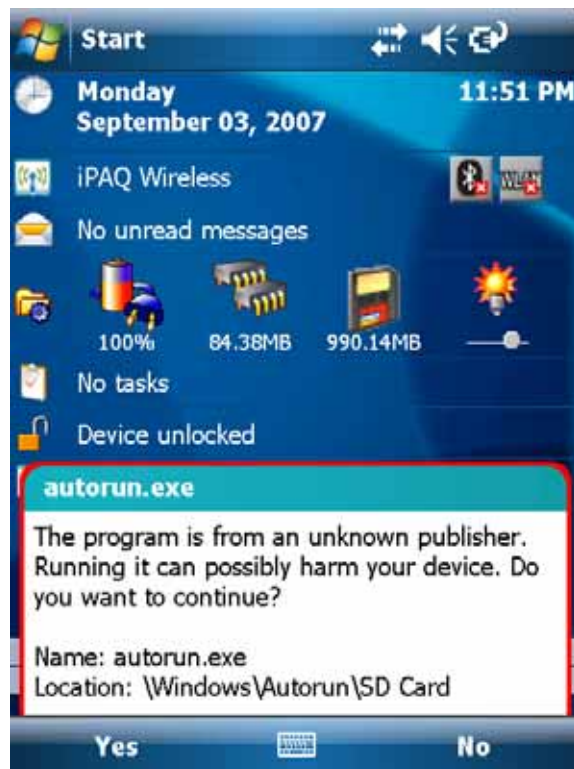 Start
Monday
11:51 PM
September 03, 2007
iPAQ Wireless
WLAN
No unread messages
100%
84.38MB
990.14MB
No tasks
Device unlocked
autorun.exe
The program is from an unknown publisher.
Running it can possibly harm your device. Do
you want to continue?
Name: autorun.exe
Location: \Windows\Autorun\SD Card
Yes
No